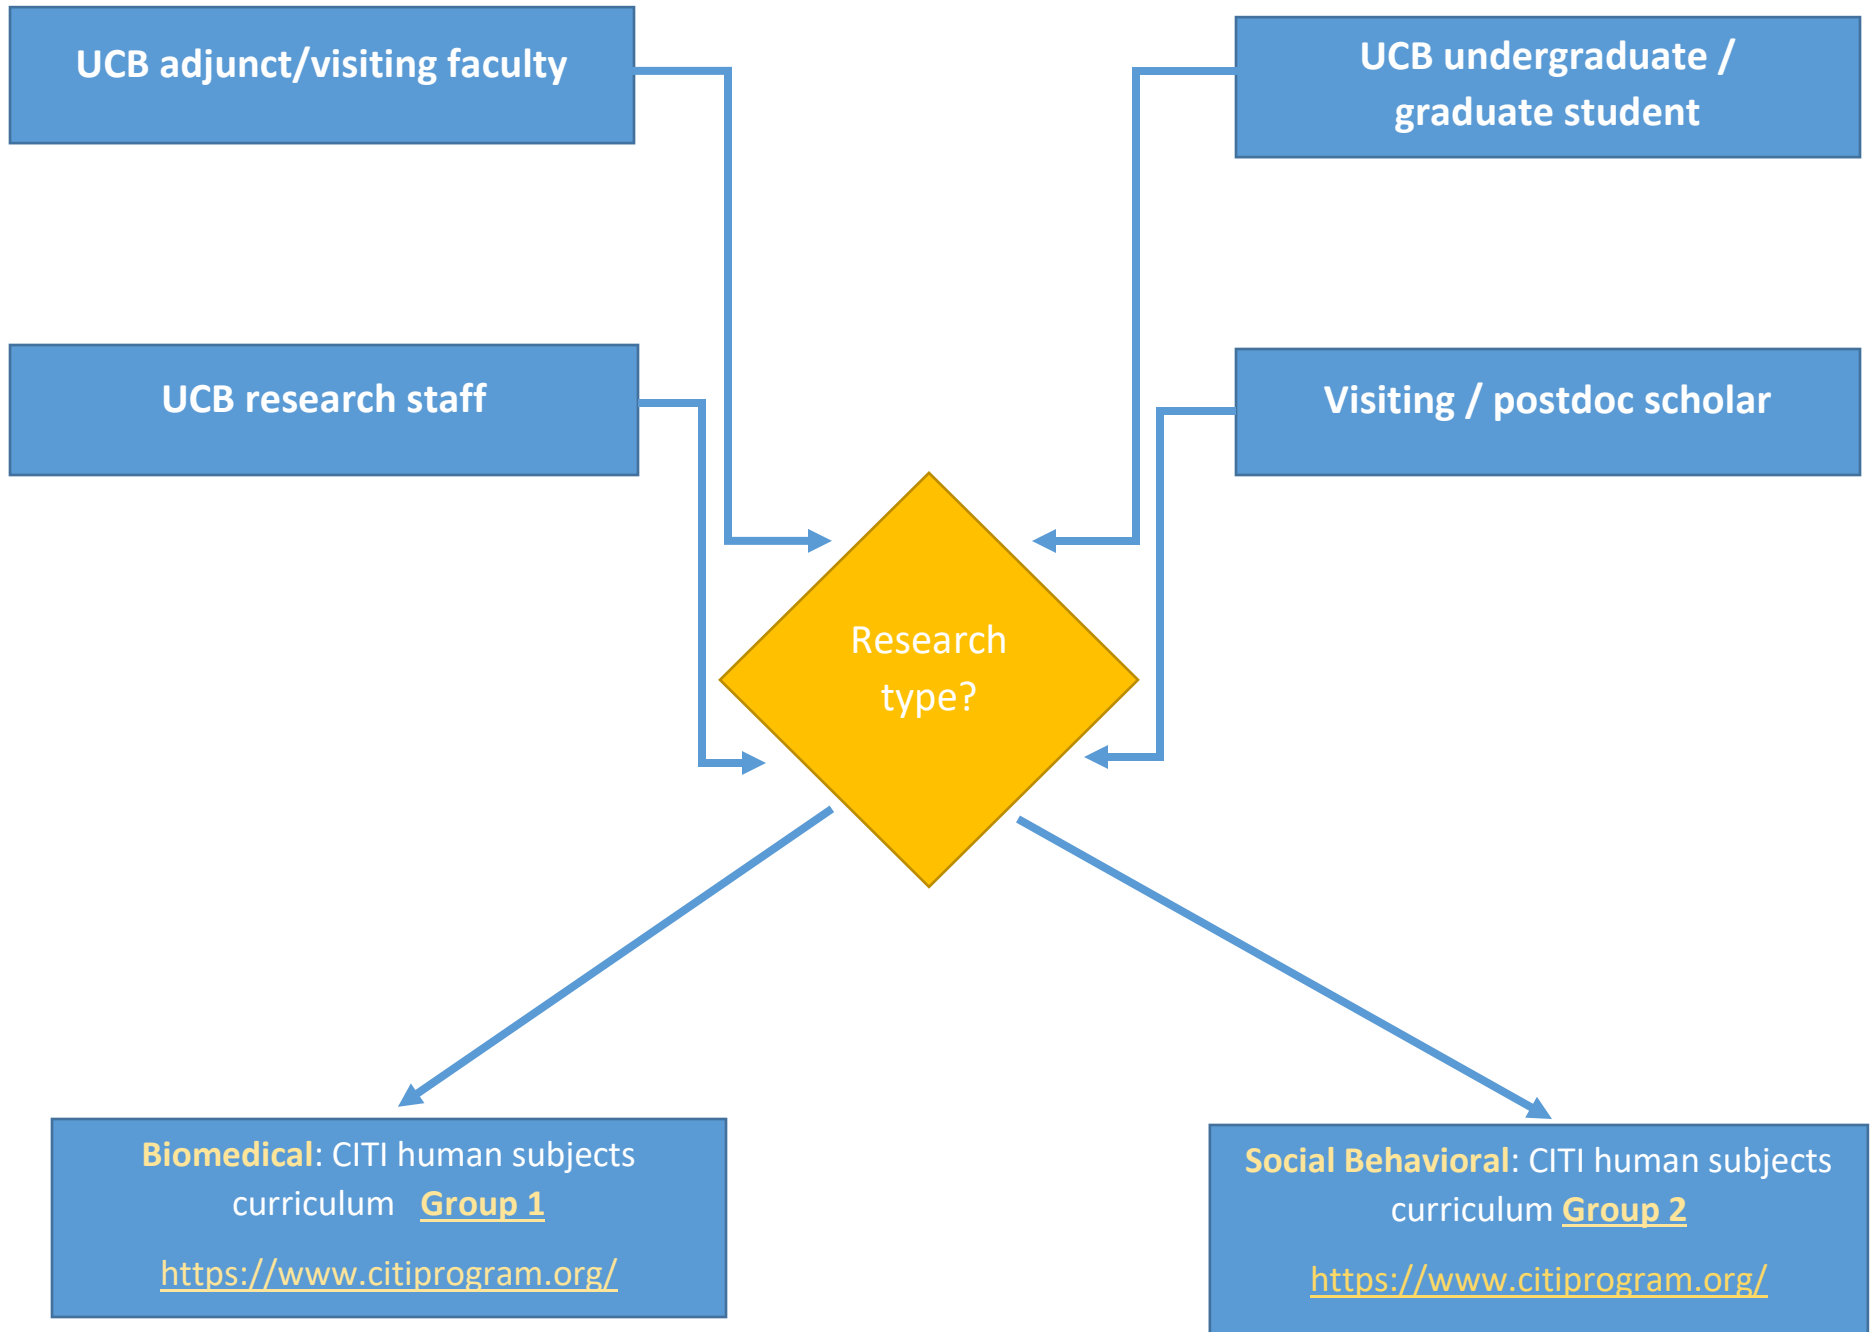 UCB adjunct/visiting faculty
UCB undergraduate /
graduate student
UCB research staff
Visiting / postdoc scholar
Research
type?
Biomedical: CITI human subjects
curriculum Group 1
https://www.citiprogram.org/
Social Behavioral: CITI human subjects
curriculum Group 2
https://www.citiprogram.org/